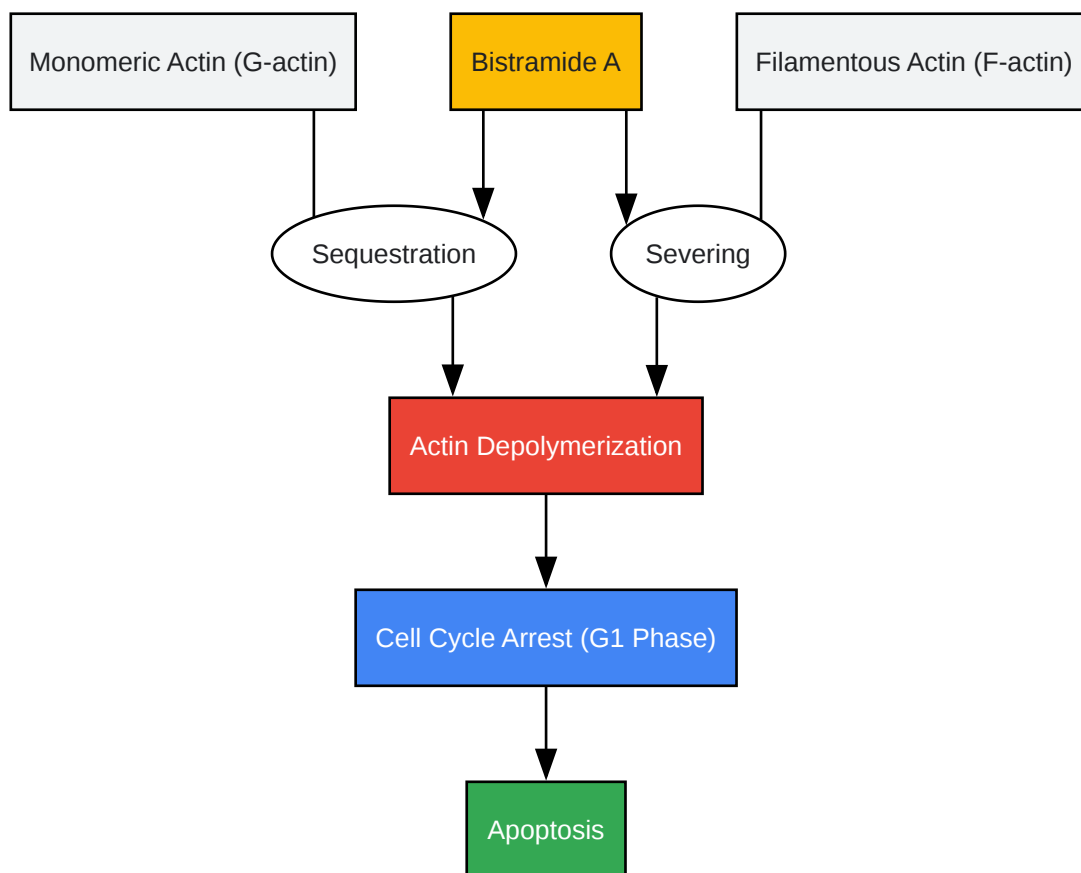 Monomeric Actin (G-actin)
Bistramide A
Filamentous Actin (F-actin)
Sequestration
Severing
Actin Depolymerization
Cell Cycle Arrest (G1 Phase)
Apoptosis